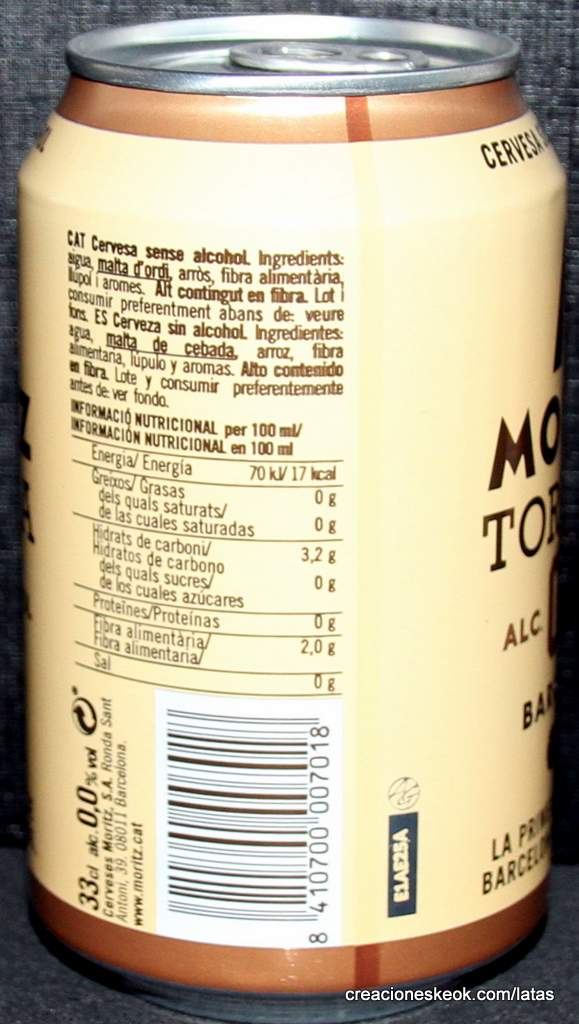 CAT Cervesa sense alcohol. Ingredients:
aigua, malta d'ordi, arròs, fibra alimentària,
llúpol i aromes. Alt contingut en fibra. Lot i
consumir preferentment abans de: veure
fons. ES Cerveza sin alcohol. Ingredientes:
agua, malta de cebada, arroz, fibra
alimentaria, lúpulo y aromas. Alto contenido
en fibra. Lote y consumir preferentemente
antes de: ver fondo.
INFORMACIÓ NUTRICIONAL per 100 ml/
INFORMACIÓN NUTRICIONAL en 100 ml
Energia/ Energía 70 kJ/ 17 kcal
Greixos/ Grasas 0 g
dels quals saturats/
de las cuales saturadas 0 g
Hidrats de carboni/
Hidratos de carbono 3,2 g
dels quals sucres/
de los cuales azúcares 0 g
Proteïnes/Proteínas 0 g
Fibra alimentària/
Fibra alimentaria/ 2,0 g
Sal 0 g
33cl alc. 0,0% vol
Cerveses Moritz, S.A. Ronda Sant
Antoni, 39. 08011 Barcelona.
www.moritz.cat
8 410700 007018
CERVESA
MO
TOR
ALC. 0
BAR
LA PRI
BARCELO
creacioneskeok.com/latas